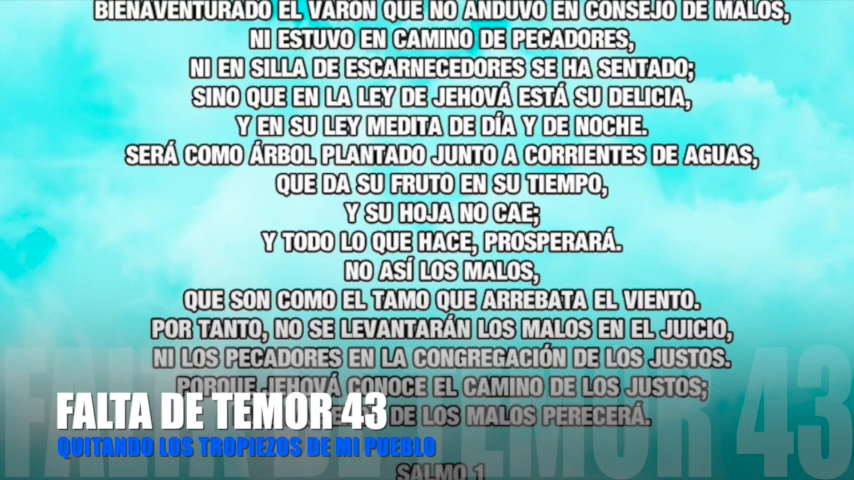 BIENAVENTURADO EL VARÓN QUE NO ANDUVO EN CONSEJO DE MALOS,
NI ESTUVO EN CAMINO DE PECADORES,
NI EN SILLA DE ESCARNECEDORES SE HA SENTADO;
SINO QUE EN LA LEY DE JEHOVÁ ESTÁ SU DELICIA,
Y EN SU LEY MEDITA DE DÍA Y DE NOCHE.
SERÁ COMO ÁRBOL PLANTADO JUNTO A CORRIENTES DE AGUAS,
QUE DA SU FRUTO EN SU TIEMPO,
Y SU HOJA NO CAE;
Y TODO LO QUE HACE, PROSPERARÁ.
NO ASÍ LOS MALOS,
QUE SON COMO EL TAMO QUE ARREBATA EL VIENTO.
POR TANTO, NO SE LEVANTARÁN LOS MALOS EN EL JUICIO,
NI LOS PECADORES EN LA CONGREGACIÓN DE LOS JUSTOS.
PORQUE JEHOVÁ CONOCE EL CAMINO DE LOS JUSTOS;
DE LOS MALOS PERECERÁ.
SALMO 1
FALTA DE TEMOR 43
QUITANDO LOS TROPIEZOS DE MI PUEBLO
FALTA DE TEMOR 43